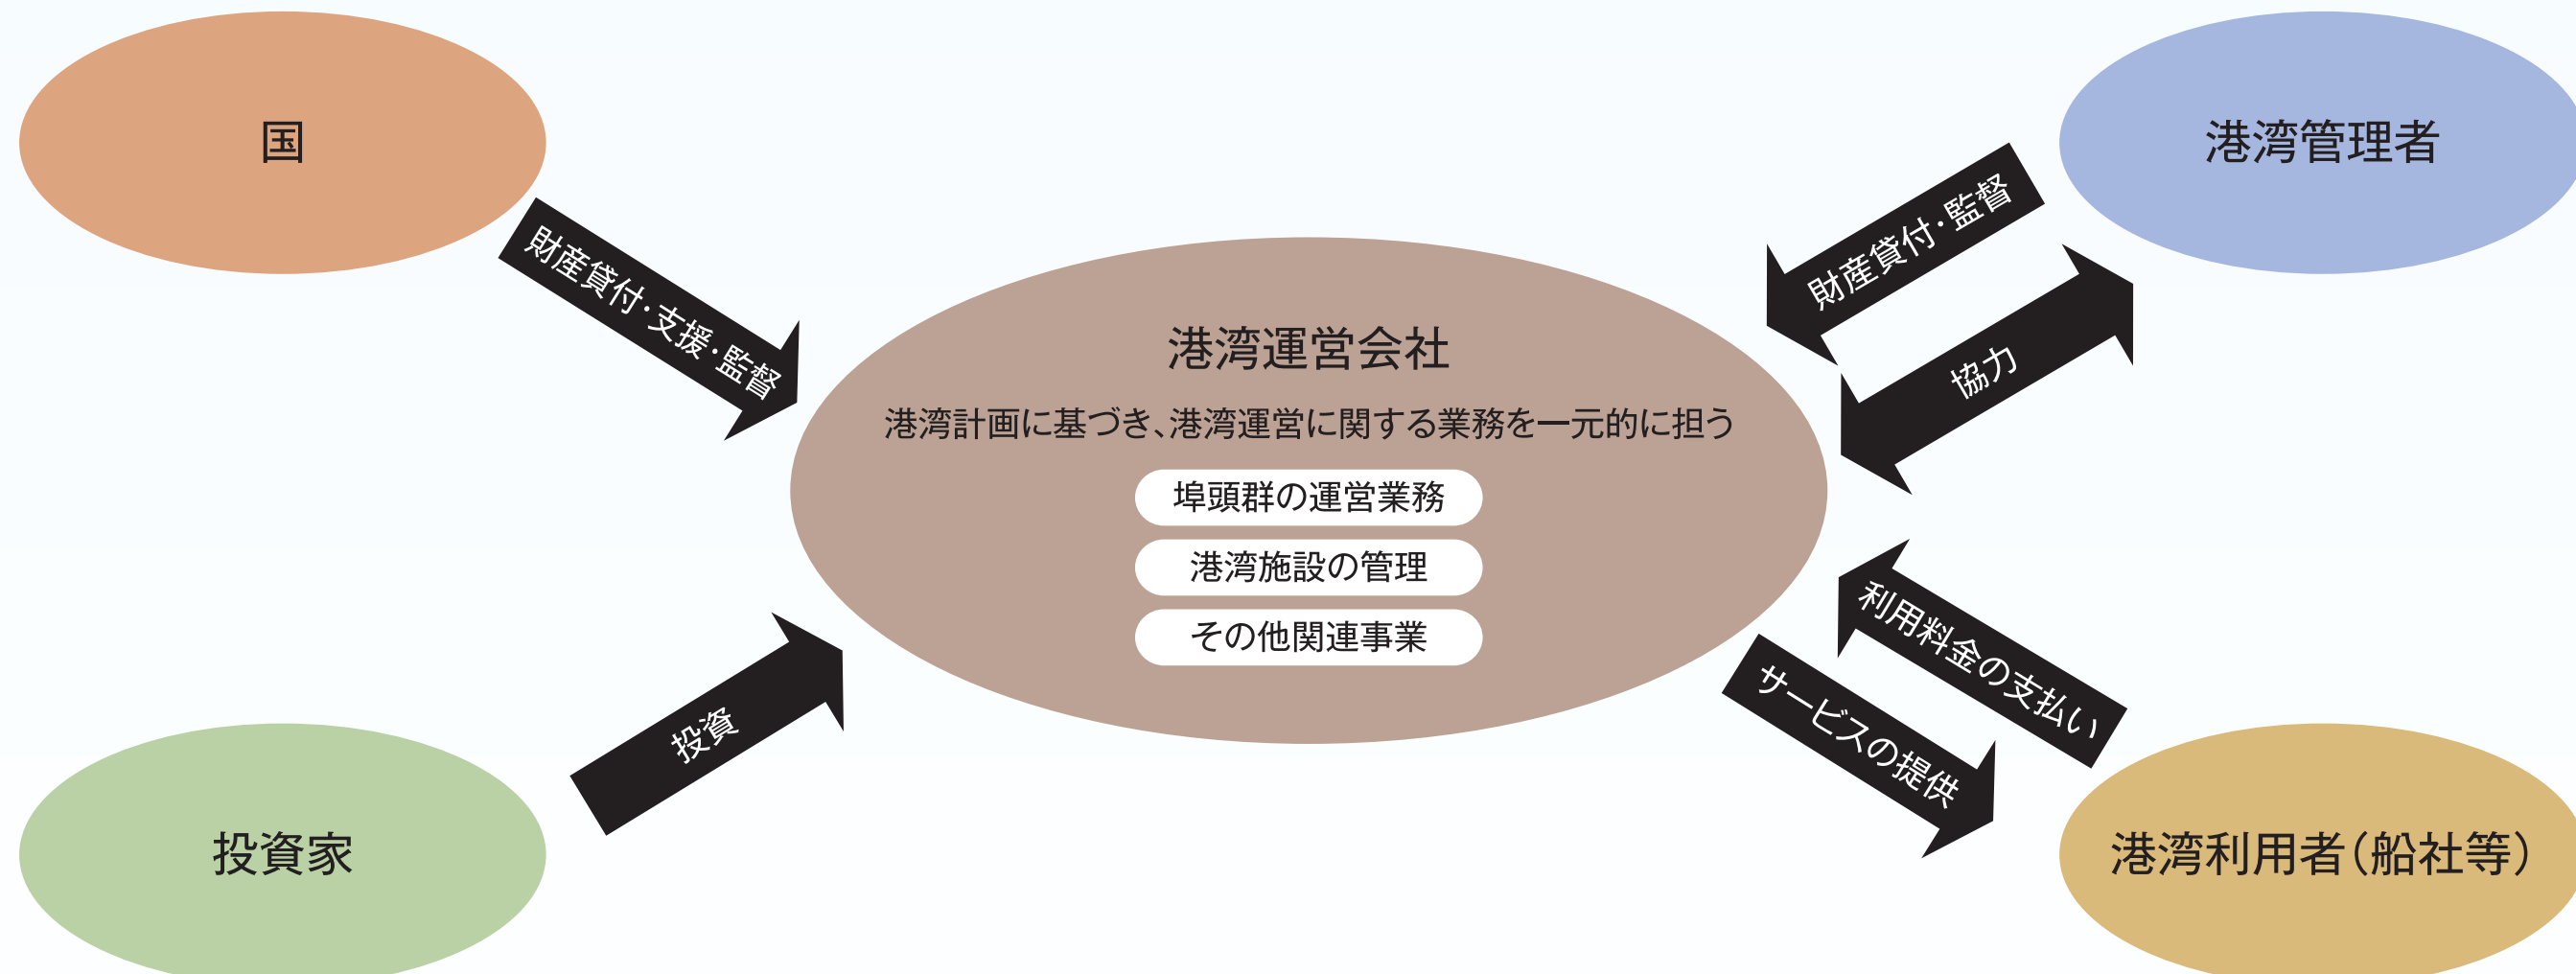 国
港湾管理者
財産貸付・支援・監督
財産貸付・監督
協力
港湾運営会社
港湾計画に基づき、港湾運営に関する業務を一元的に担う
埠頭群の運営業務
港湾施設の管理
その他関連事業
投資
利用料金の支払い
サービスの提供
投資家
港湾利用者（船社等）